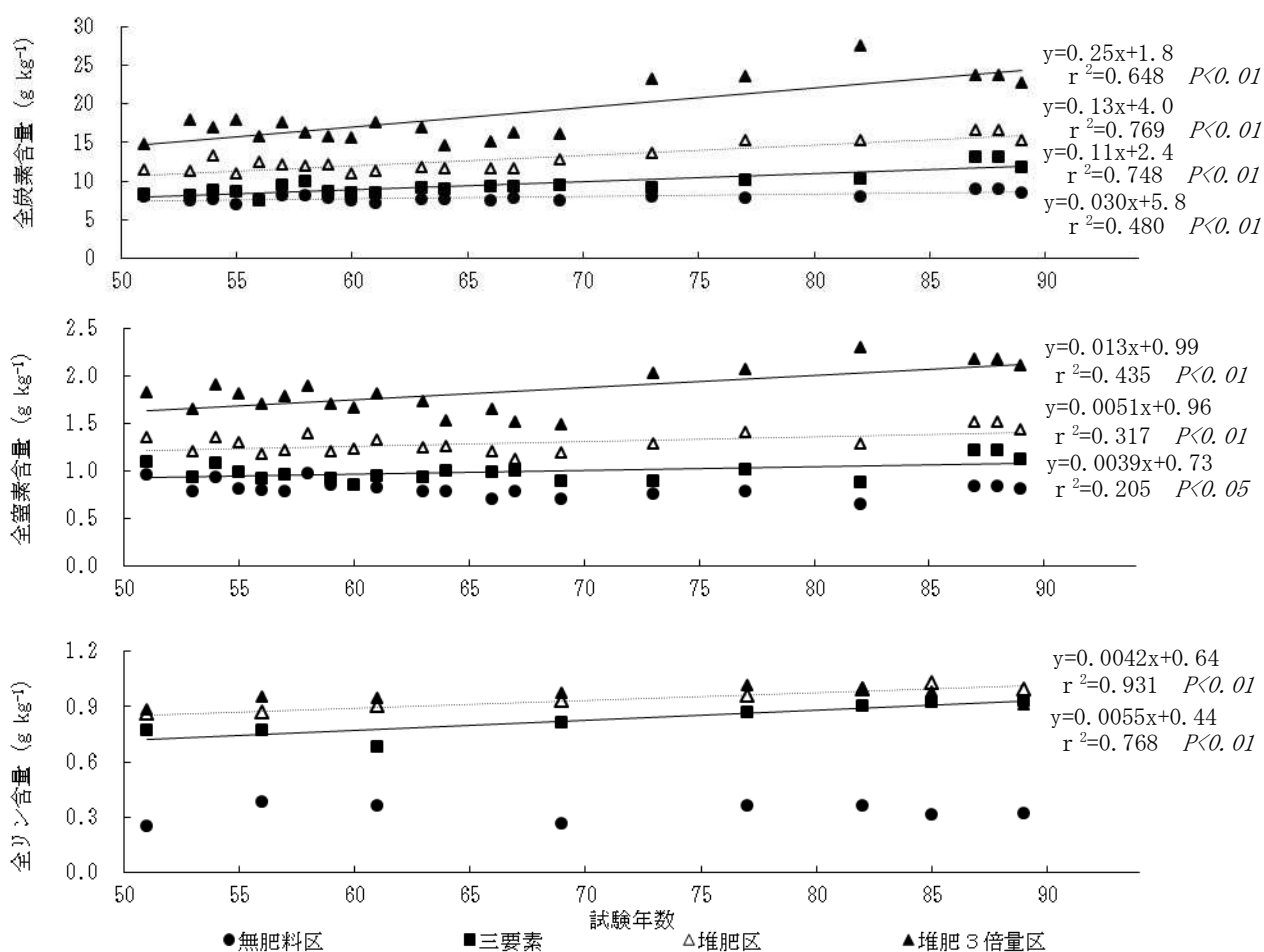 全炭素含量 (g kg⁻¹)
30
25
20
15
10
5
0
50 55 60 65 70 75 80 85 90
y=0.25x+1.8
r²=0.648 P<0.01
y=0.13x+4.0
r²=0.769 P<0.01
y=0.11x+2.4
r²=0.748 P<0.01
y=0.030x+5.8
r²=0.480 P<0.01
全窒素含量 (g kg⁻¹)
2.5
2.0
1.5
1.0
0.5
0.0
50 55 60 65 70 75 80 85 90
y=0.013x+0.99
r²=0.435 P<0.01
y=0.0051x+0.96
r²=0.317 P<0.01
y=0.0039x+0.73
r²=0.205 P<0.05
全リン含量 (g kg⁻¹)
1.2
0.9
0.6
0.3
0.0
50 55 60 65 70 75 80 85 90
y=0.0042x+0.64
r²=0.931 P<0.01
y=0.0055x+0.44
r²=0.768 P<0.01
試験年数
●無肥料区 ■三要素 △堆肥区 ▲堆肥３倍量区